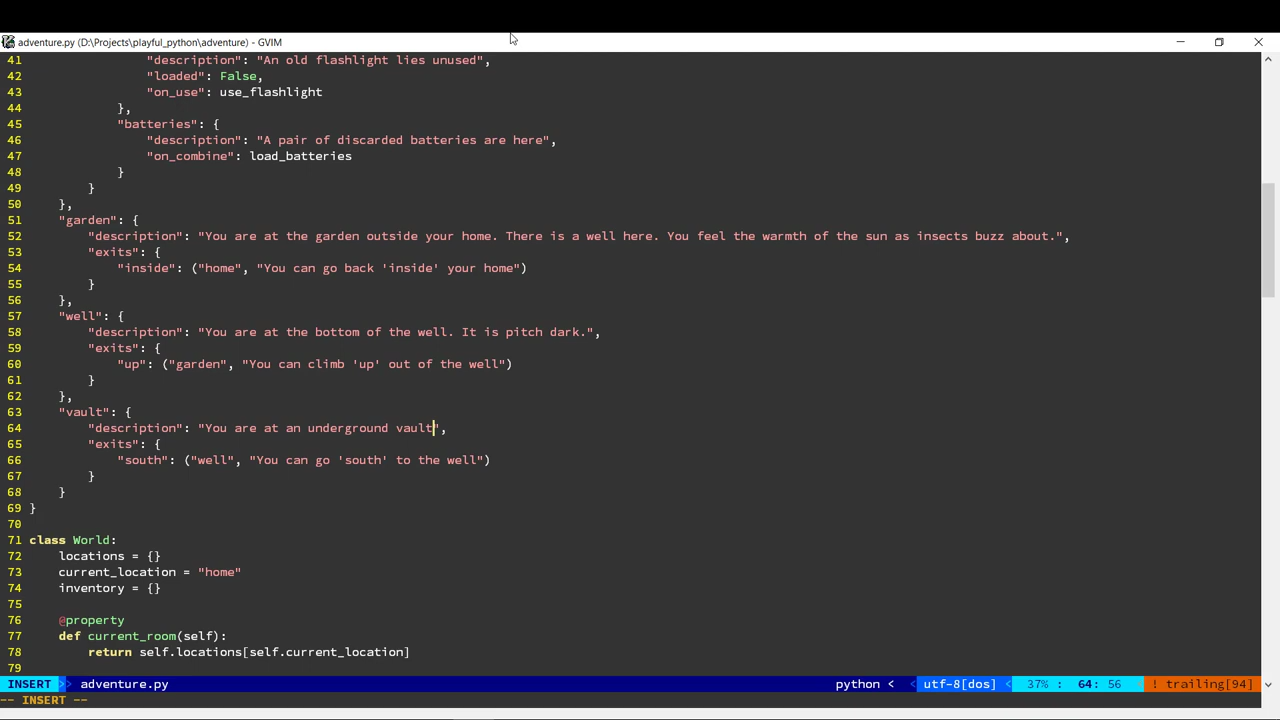 adventure.py (D:\Projects\playful_python\adventure) - GVIM
41 "description": "An old flashlight lies unused",
42 "loaded": False,
43 "on_use": use_flashlight
44 },
45 "batteries": {
46 "description": "A pair of discarded batteries are here",
47 "on_combine": load_batteries
48 }
49 }
50 },
51 "garden": {
52 "description": "You are at the garden outside your home. There is a well here. You feel the warmth of the sun as insects buzz about.",
53 "exits": {
54 "inside": ("home", "You can go back 'inside' your home")
55 }
56 },
57 "well": {
58 "description": "You are at the bottom of the well. It is pitch dark.",
59 "exits": {
60 "up": ("garden", "You can climb 'up' out of the well")
61 }
62 },
63 "vault": {
64 "description": "You are at an underground vault",
65 "exits": {
66 "south": ("well", "You can go 'south' to the well")
67 }
68 }
69 }
70
71 class World:
72 locations = {}
73 current_location = "home"
74 inventory = {}
75
76 @property
77 def current_room(self):
78 return self.locations[self.current_location]
79
INSERT >> adventure.py python < < utf-8[dos] < 37% : 64: 56 ! trailing[94]
-- INSERT --